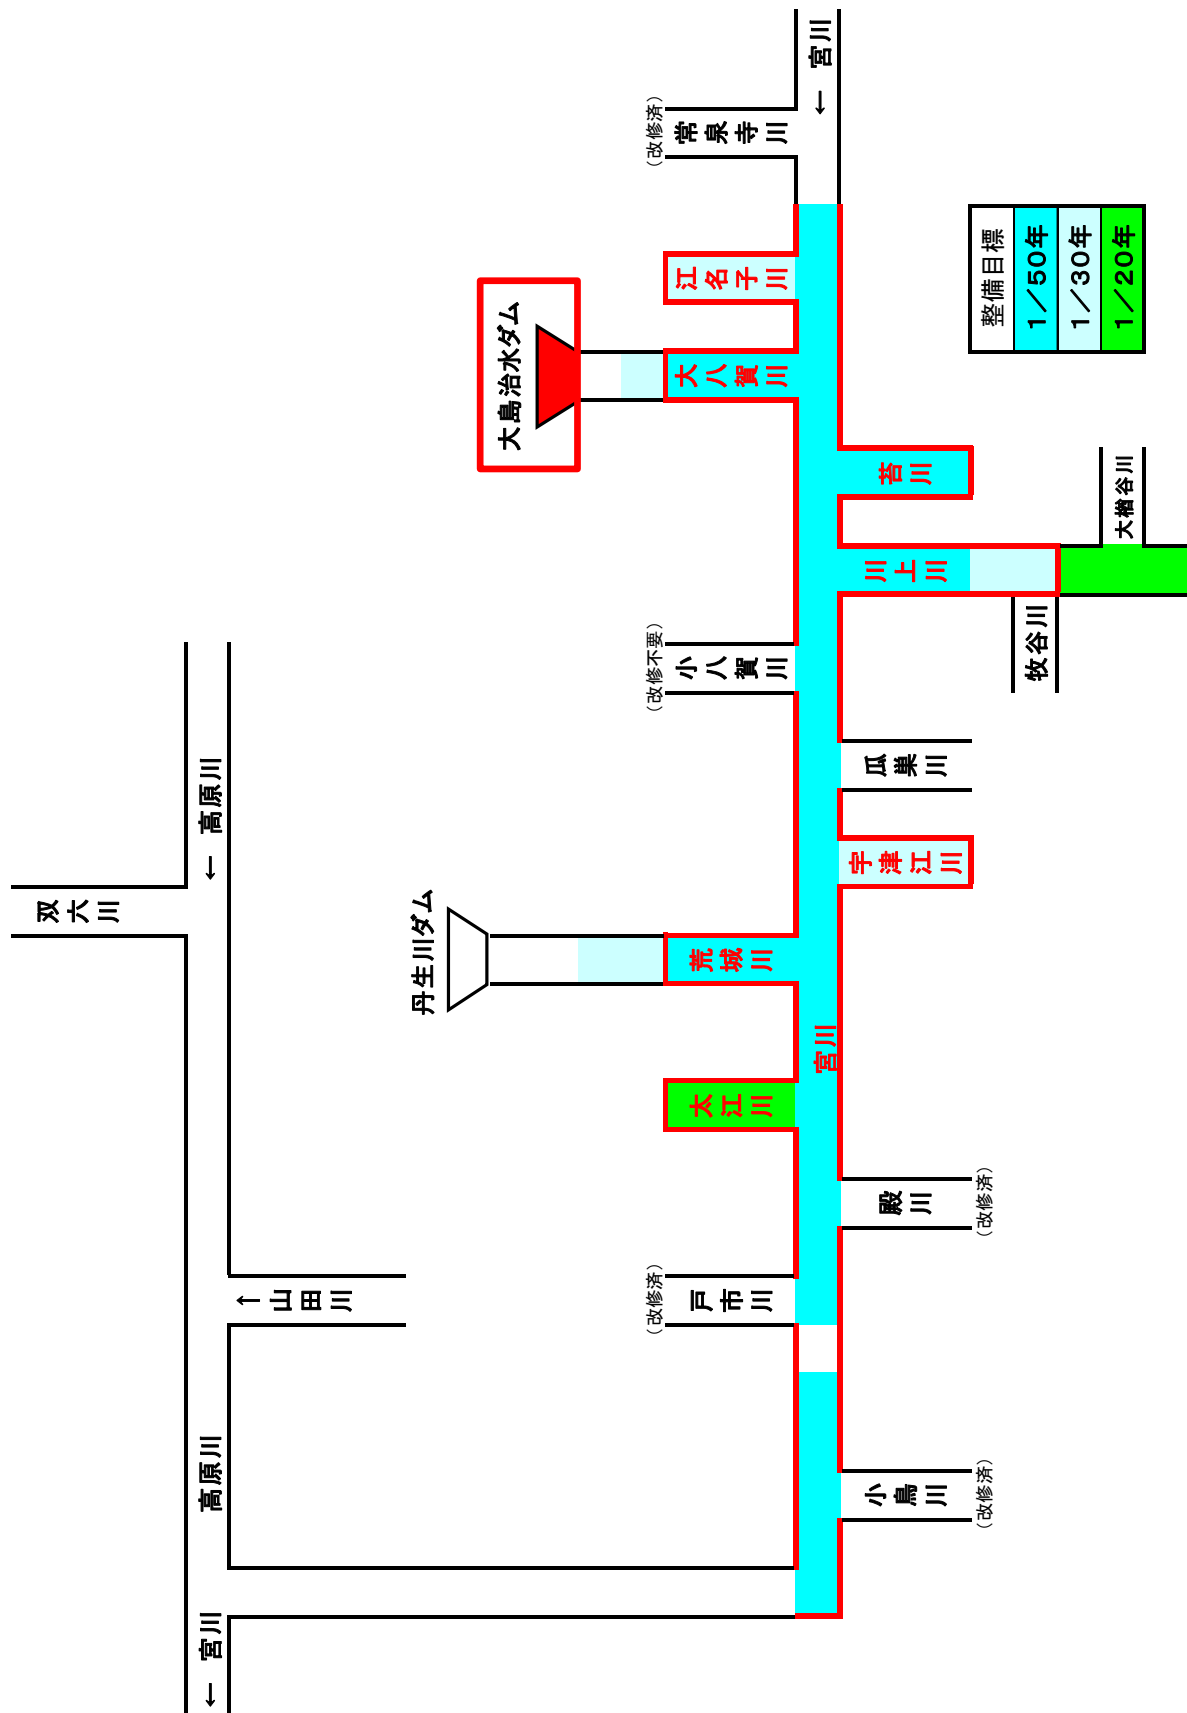 宮川
←
常泉寺川
（改修済）
江名子川
大島治水ダム
大八賀川
整備目標
1／50年
1／30年
1／20年
苔川
川上川
大楢谷川
牧谷川
小八賀川
（改修不要）
瓜巣川
宇津江川
高原川
←
双六川
丹生川ダム
荒城川
宮川
太江川
殿川
（改修済）
戸市川
（改修済）
↑
山田川
高原川
小鳥川
（改修済）
宮川
←